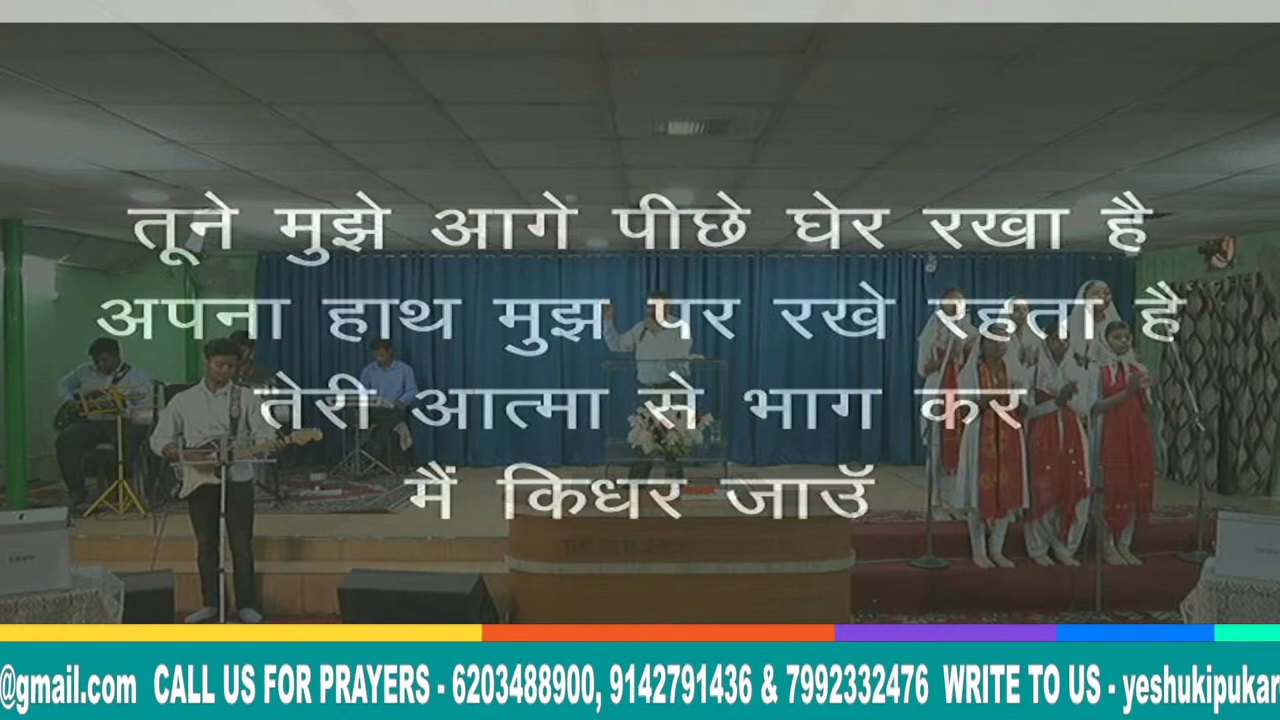 तूने मुझे आगे पीछे घेर रखा है
अपना हाथ मुझ पर रखे रहता है
तेरी आत्मा से भाग कर
मैं किधर जाउॅ
@gmail.com CALL US FOR PRAYERS - 6203488900, 9142791436 & 7992332476 WRITE TO US - yeshukipukar